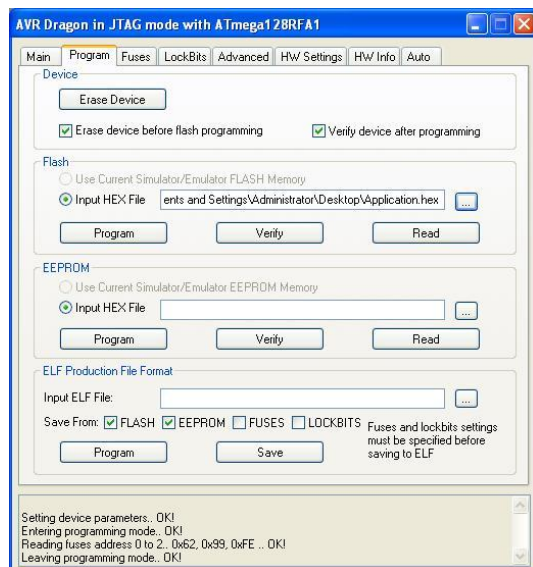 AVR Dragon in JTAG mode with ATmega128RFA1
Main Program Fuses LockBits Advanced HW Settings HW Info Auto
Device
Erase Device
Erase device before flash programming Verify device after programming
Flash
Use Current Simulator/Emulator FLASH Memory
Input HEX File ents and Settings\Administrator\Desktop\Application.hex ...
Program Verify Read
EEPROM
Use Current Simulator/Emulator EEPROM Memory
Input HEX File ...
Program Verify Read
ELF Production File Format
Input ELF File: ...
Save From: FLASH EEPROM FUSES LOCKBITS Fuses and lockbits settings
must be specified before
saving to ELF
Program Save
Setting device parameters.. OK!
Entering programming mode.. OK!
Reading fuses address 0 to 2.. 0x62, 0x99, 0xFE .. OK!
Leaving programming mode.. OK!